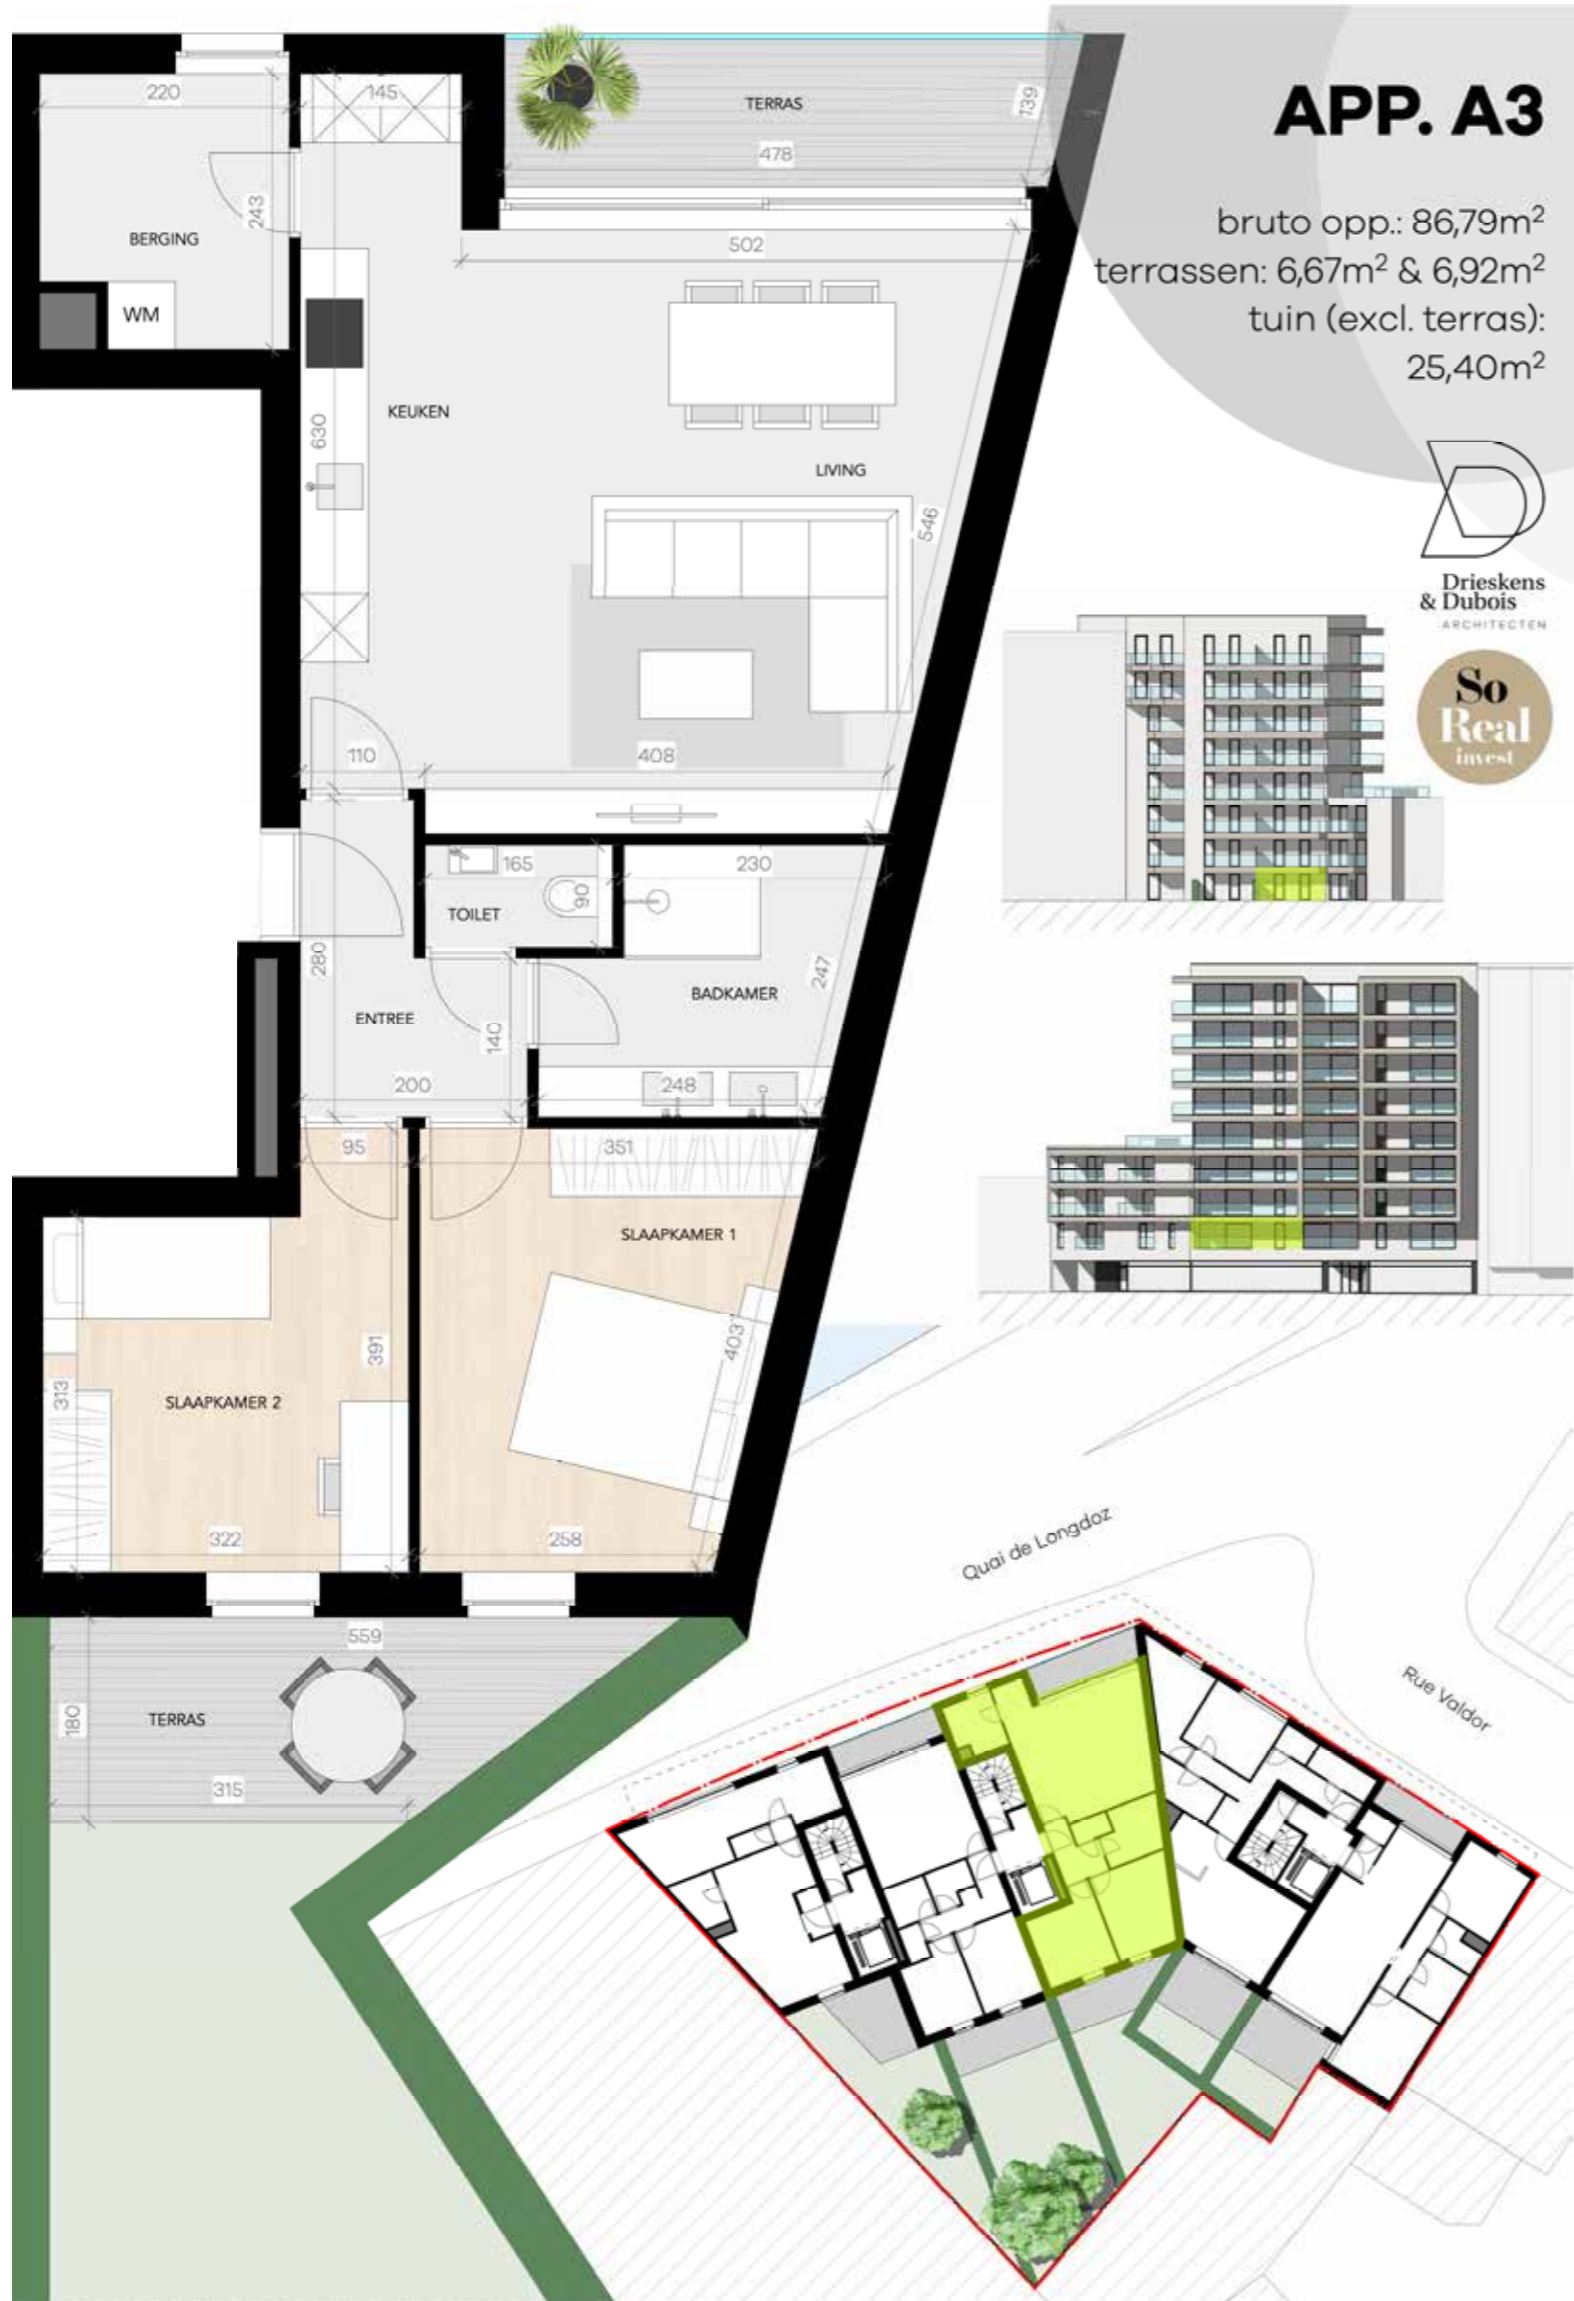 APP. A3
bruto opp.: 86,79m²
terrassen: 6,67m² & 6,92m²
tuin (excl. terras):
25,40m²
Drieskens
& Dubois
ARCHITECTEN
So
Real
invest
220
145
TERRAS
139
478
243
BERGING
502
WM
KEUKEN
630
LIVING
546
110
408
165
230
90
TOILET
280
247
BADKAMER
ENTREE
140
200
248
95
351
SLAAPKAMER 1
403
391
313
SLAAPKAMER 2
322
258
559
180
TERRAS
315
Quai de Longdoz
Rue Valdor